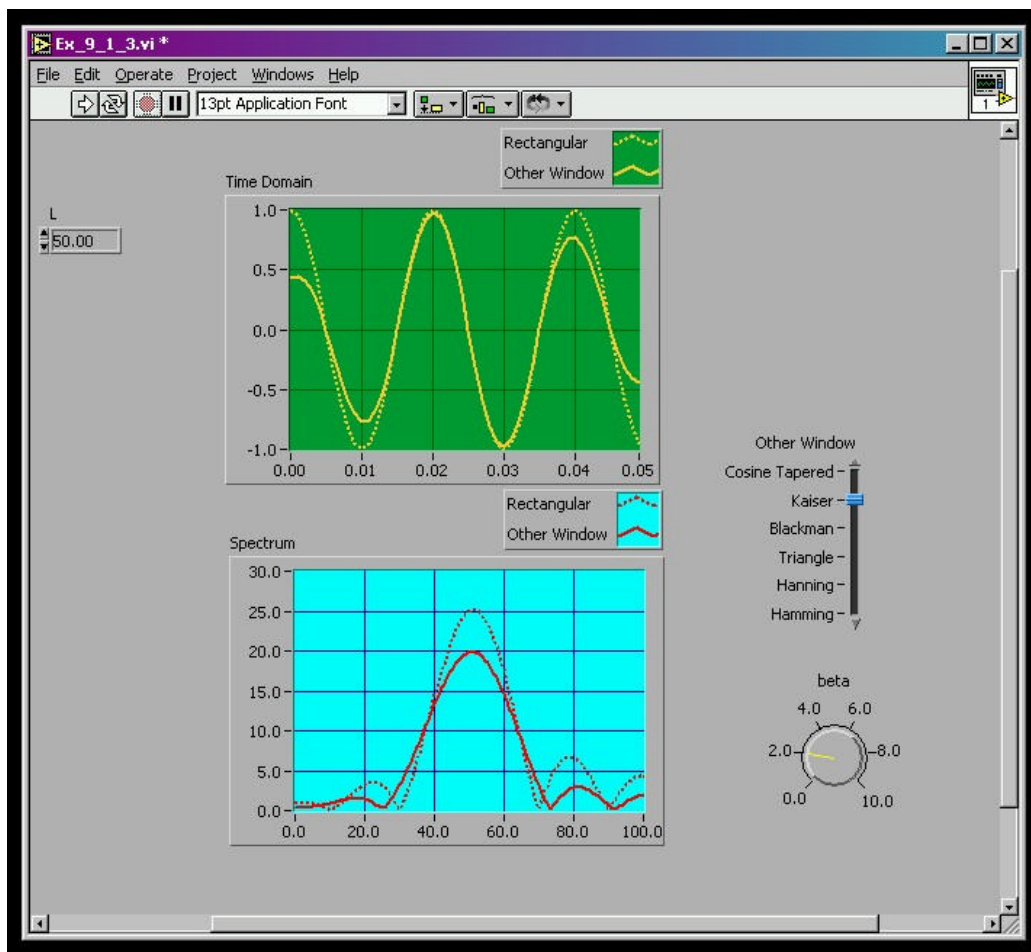 Ex_9_1_3.vi *
File Edit Operate Project Windows Help
13pt Application Font
1
Rectangular
Other Window
Time Domain
L
50.00
1.0
0.5
0.0
-0.5
-1.0
0.00 0.01 0.02 0.03 0.04 0.05
Other Window
Cosine Tapered
Kaiser
Blackman
Triangle
Hanning
Hamming
Rectangular
Other Window
Spectrum
30.0
25.0
20.0
15.0
10.0
5.0
0.0
0.0 20.0 40.0 60.0 80.0 100.0
beta
4.0 6.0
2.0 8.0
0.0 10.0